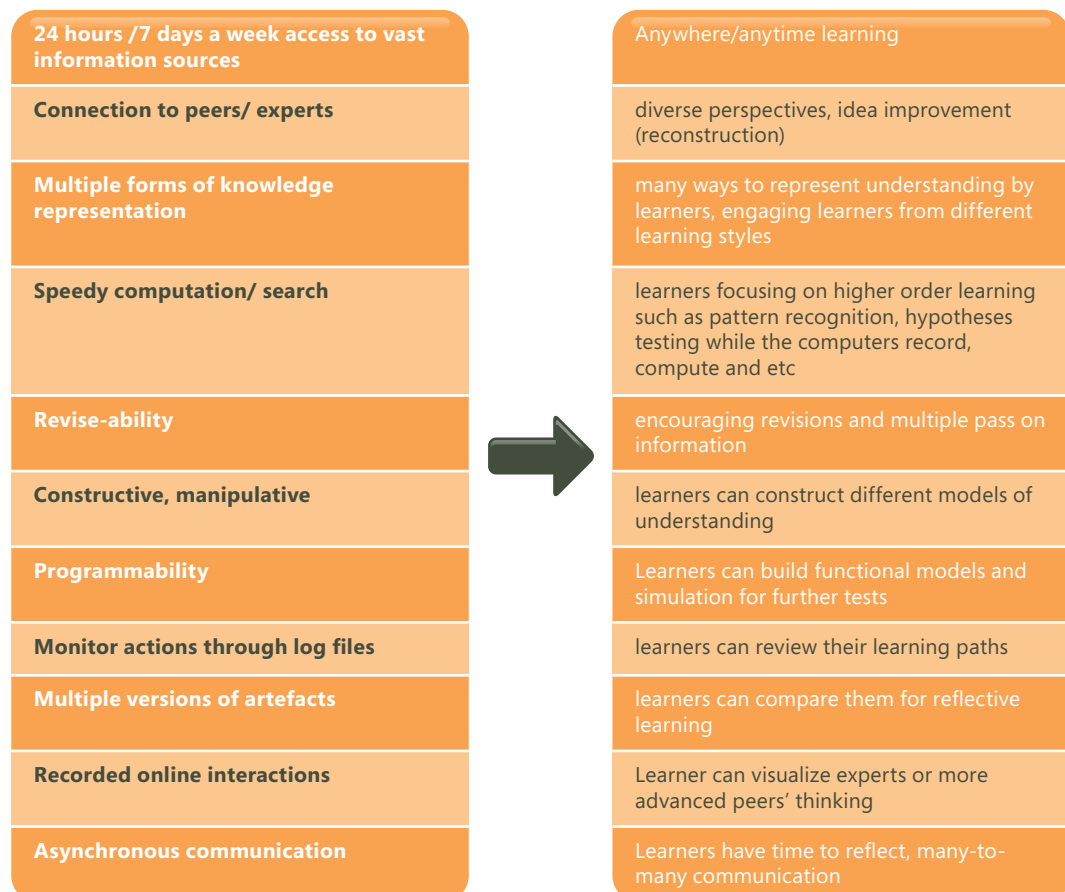 24 hours /7 days a week access to vast
information sources
Anywhere/anytime learning
Connection to peers/ experts
diverse perspectives, idea improvement
(reconstruction)
Multiple forms of knowledge
representation
many ways to represent understanding by
learners, engaging learners from different
learning styles
Speedy computation/ search
learners focusing on higher order learning
such as pattern recognition, hypotheses
testing while the computers record,
compute and etc
Revise-ability
encouraging revisions and multiple pass on
information
Constructive, manipulative
learners can construct different models of
understanding
Programmability
Learners can build functional models and
simulation for further tests
Monitor actions through log files
learners can review their learning paths
Multiple versions of artefacts
learners can compare them for reflective
learning
Recorded online interactions
Learner can visualize experts or more
advanced peers’ thinking
Asynchronous communication
Learners have time to reflect, many-to-
many communication